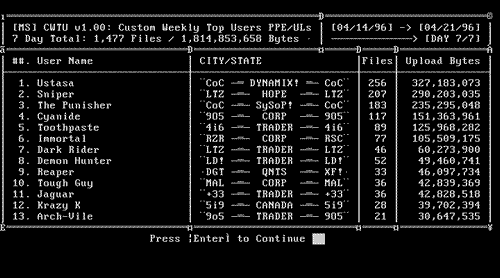 [MS] CWTU v1.00: Custom Weekly Top Users PPE/ULs [04/14/96] -> [04/21/96]
7 Day Total: 1,477 Files / 1,814,853,658 Bytes ──────> [DAY 7/7]
##. User Name CITY/STATE Files Upload Bytes
1. Ustasa CoC DYNAMIX! CoC 256 327,183,073
2. Sniper LTZ HOPE LTZ 207 290,203,035
3. The Punisher CoC SySoP! CoC 183 235,295,048
4. Cyanide 905 CORP 905 117 151,363,961
5. Toothpaste 4i6 TRADER 4i6 89 125,968,282
6. Immortal RZR CORP RSC 77 105,509,175
7. Dark Rider LTZ TRADER LTZ 46 60,273,900
8. Demon Hunter LD! TRADER LD! 52 49,460,741
9. Reaper DGT QMTS XF! 33 46,097,734
10. Tough Guy MAL CORP MAL 36 42,839,369
11. Jaguar +33 TRADER +33 36 42,828,518
12. Krazy K 5i9 CANADA 5i9 28 39,702,394
13. Arch-Vile 9o5 TRADER 9o5 21 30,647,535
Press [Enter] to Continue